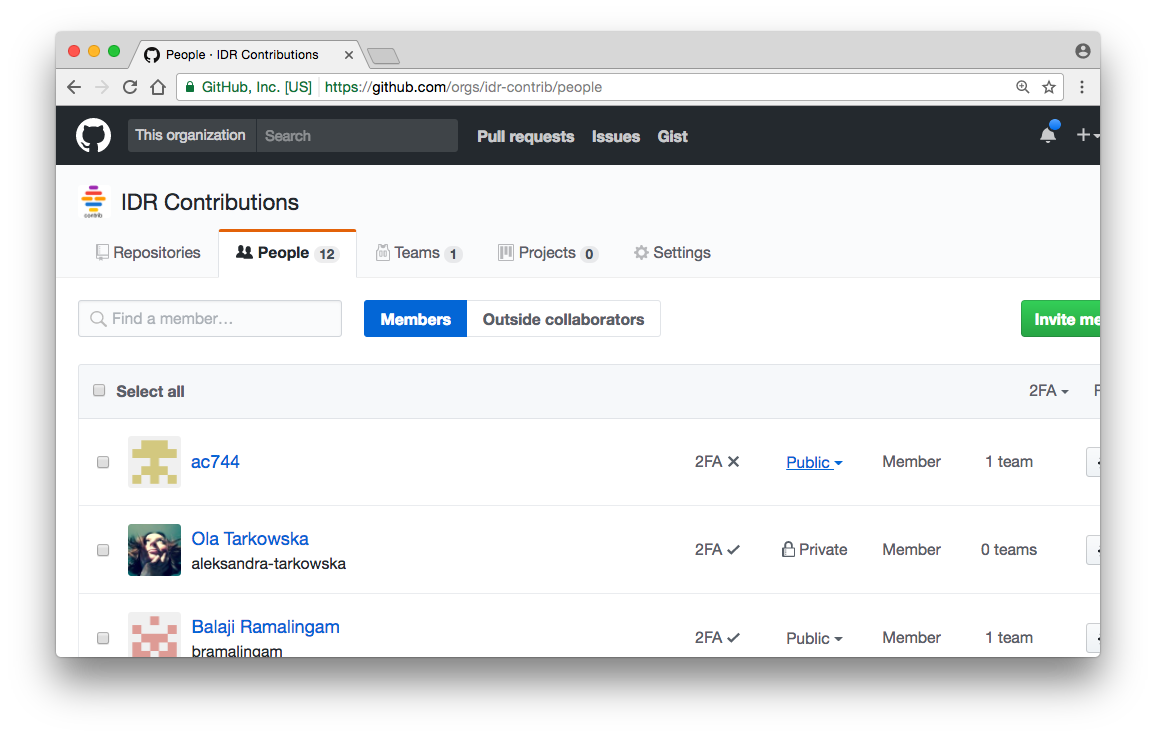 People · IDR Contributions
GitHub, Inc. [US] https://github.com/orgs/idr-contrib/people
This organization Search Pull requests Issues Gist
contrib
IDR Contributions
Repositories People 12 Teams 1 Projects 0 Settings
Find a member… Members Outside collaborators Invite me
Select all 2FA
ac744 2FA Public Member 1 team
Ola Tarkowska
aleksandra-tarkowska
2FA Private Member 0 teams
Balaji Ramalingam
bramalingam
2FA Public Member 1 team